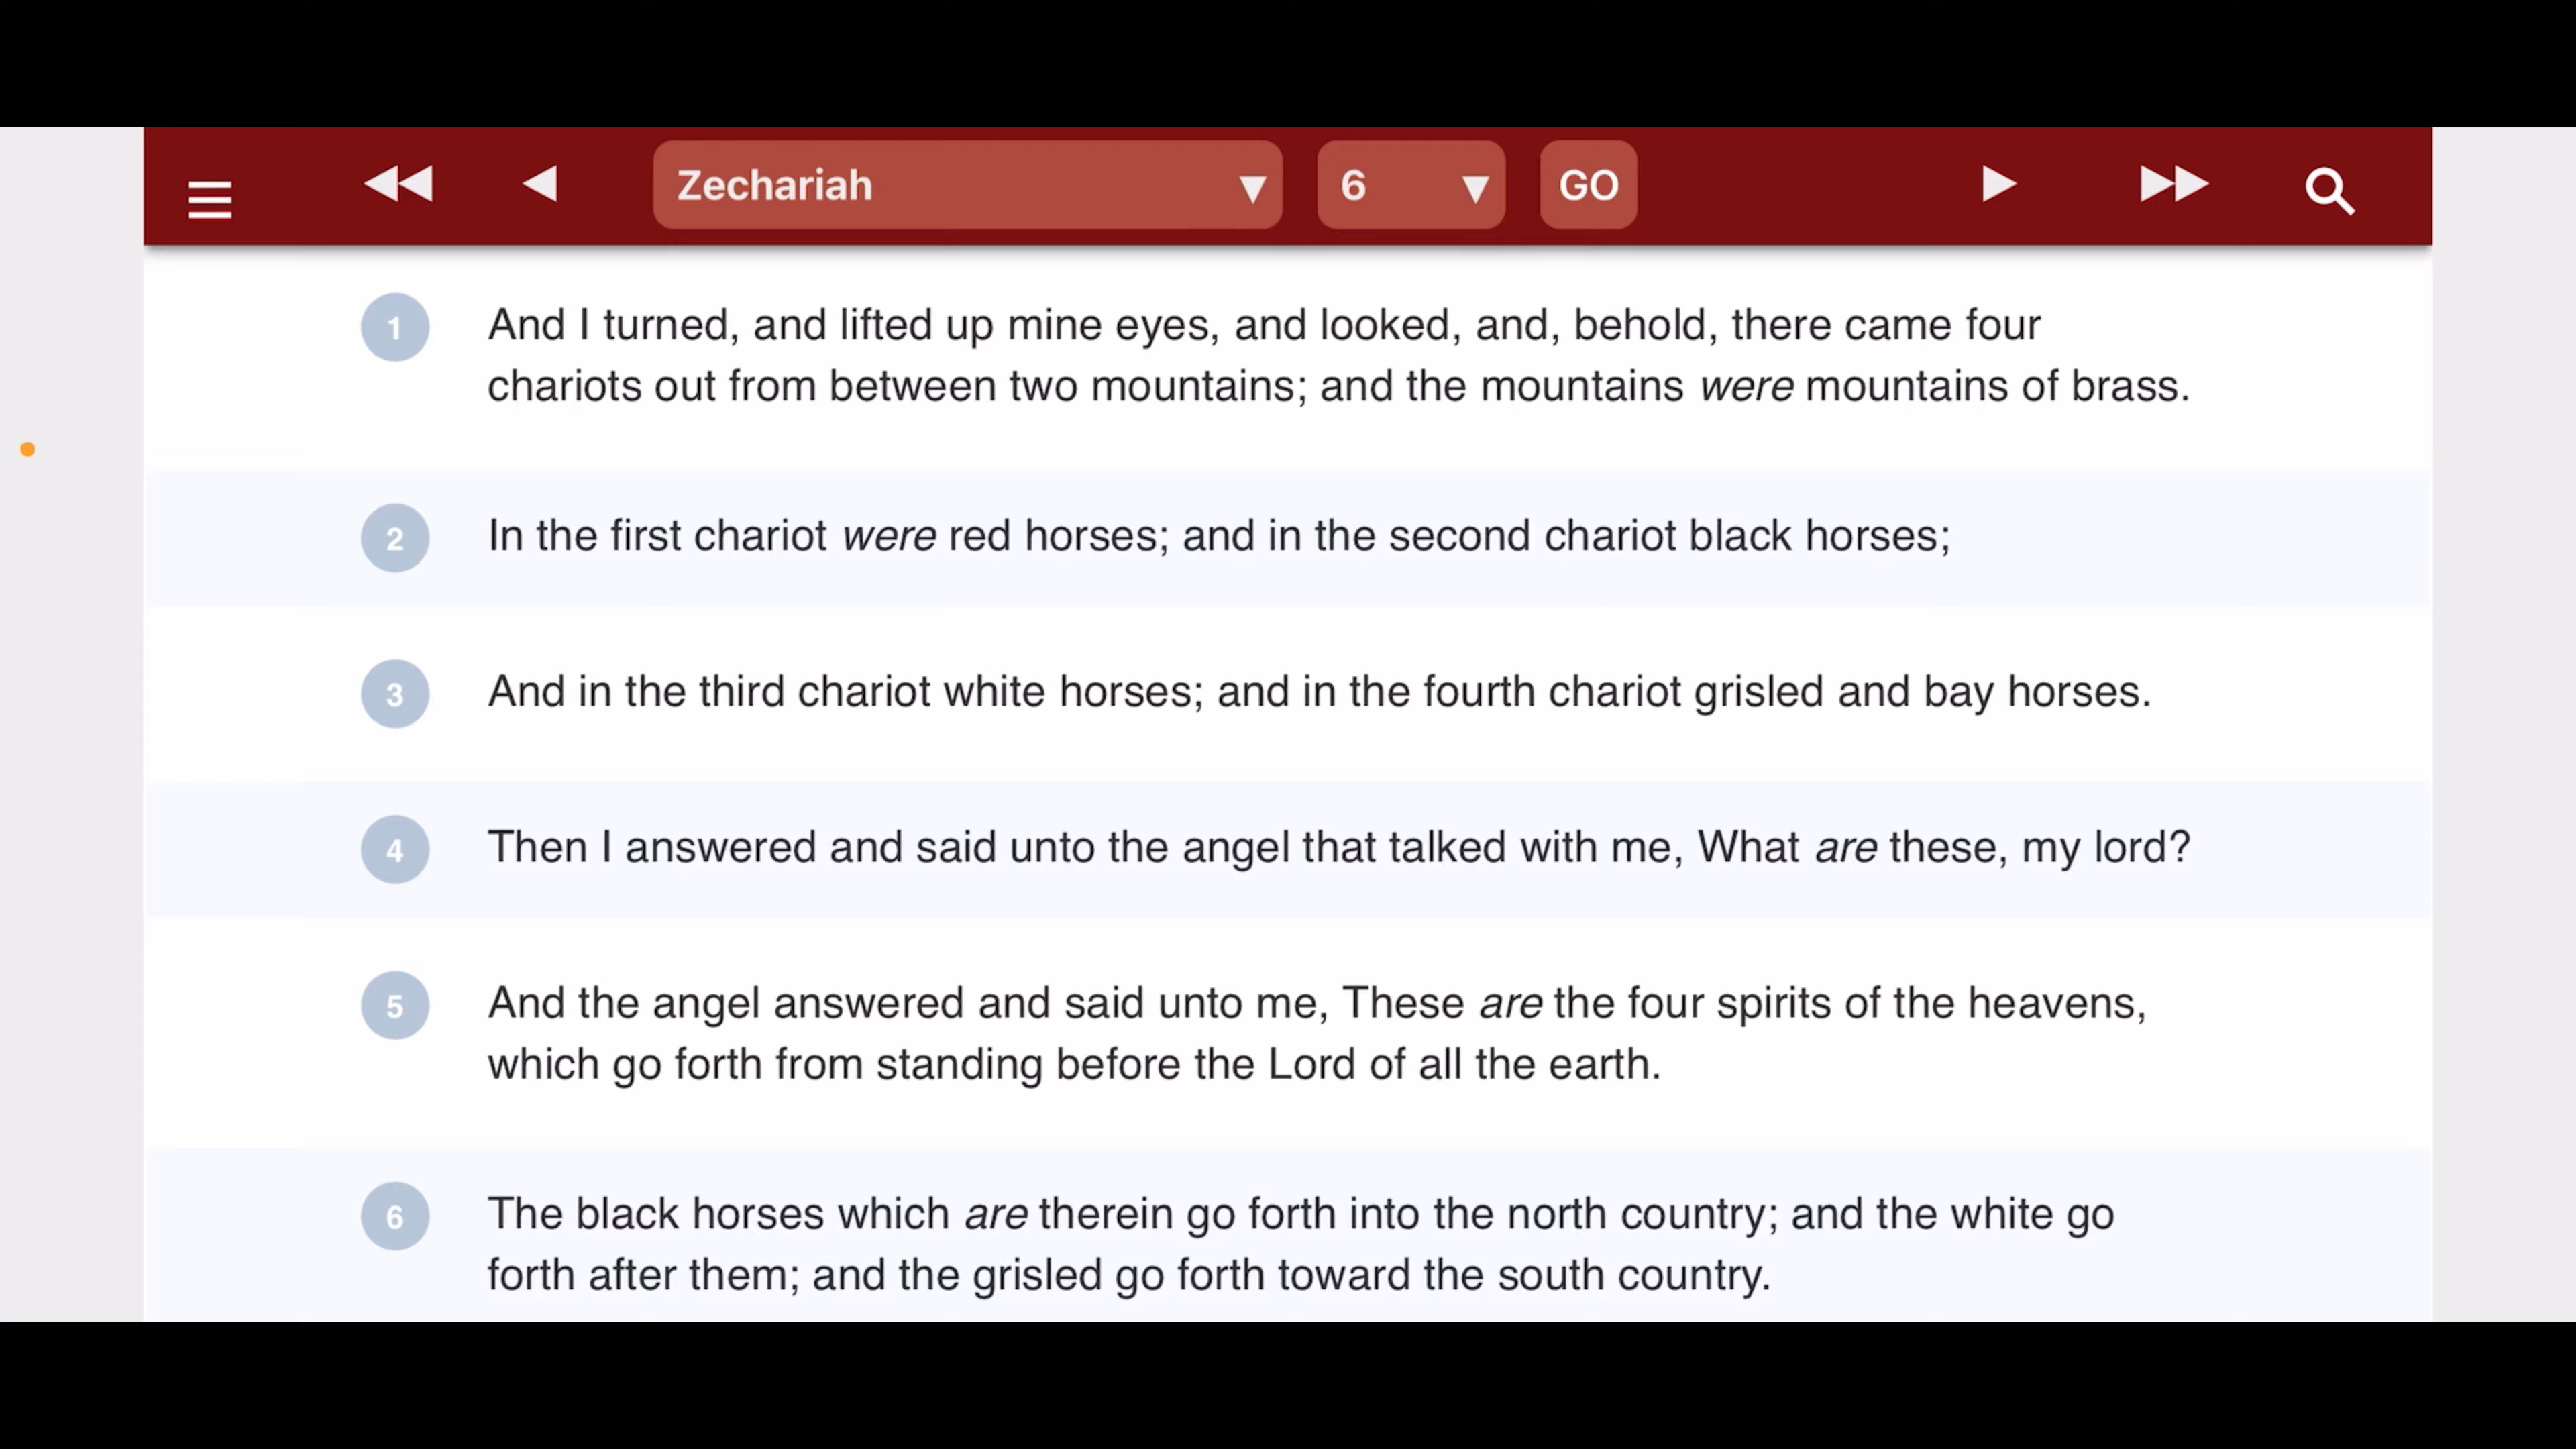 Zechariah 6 GO
1 And I turned, and lifted up mine eyes, and looked, and, behold, there came four
chariots out from between two mountains; and the mountains were mountains of brass.
2 In the first chariot were red horses; and in the second chariot black horses;
3 And in the third chariot white horses; and in the fourth chariot grisled and bay horses.
4 Then I answered and said unto the angel that talked with me, What are these, my lord?
5 And the angel answered and said unto me, These are the four spirits of the heavens,
which go forth from standing before the Lord of all the earth.
6 The black horses which are therein go forth into the north country; and the white go
forth after them; and the grisled go forth toward the south country.